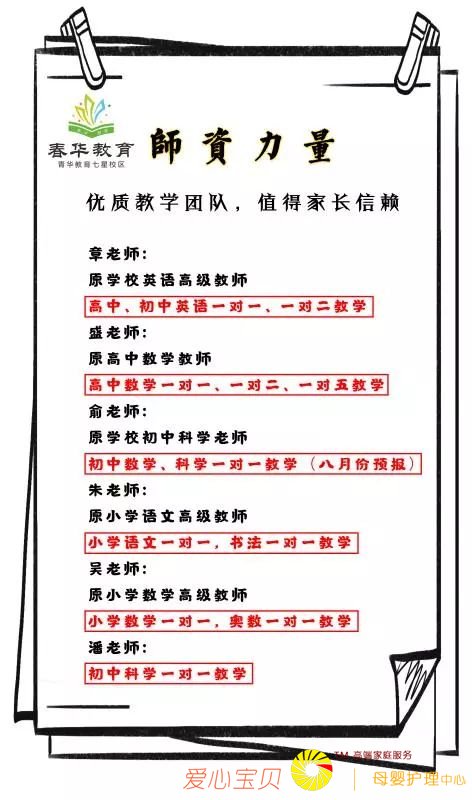 春华教育
青华教育七星校区
師資力量
优质教学团队，值得家长信赖
章老师：
原学校英语高级教师
高中、初中英语一对一、一对二教学
盛老师：
原高中数学教师
高中数学一对一、一对二、一对五教学
俞老师：
原学校初中科学老师
初中数学、科学一对一教学（八月份预报）
朱老师：
原小学语文高级教师
小学语文一对一，书法一对一教学
吴老师：
原小学数学高级教师
小学数学一对一，奥数一对一教学
潘老师：
初中科学一对一教学
TM 高端家庭服务
爱心宝贝
母婴护理中心